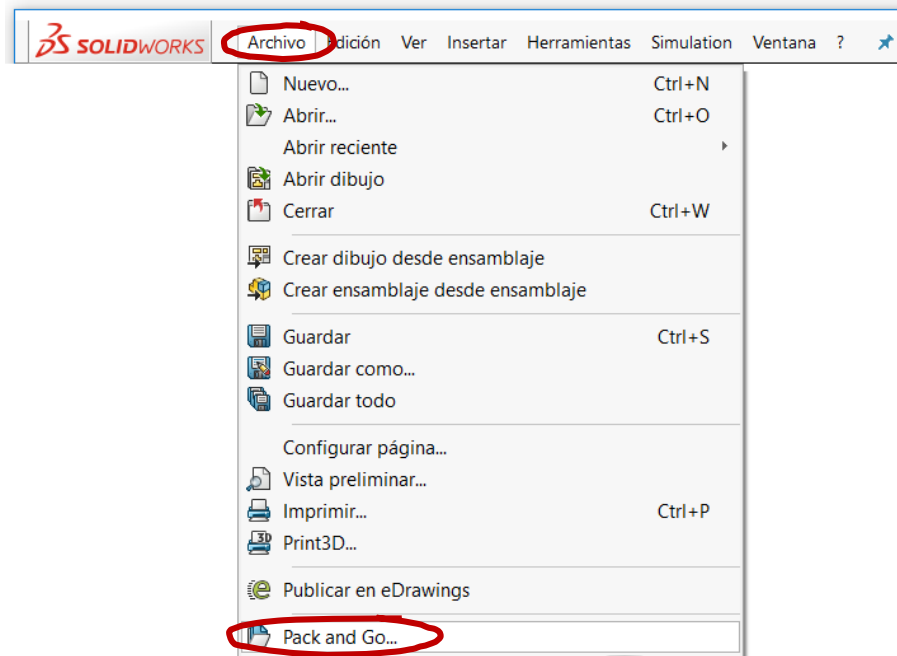 SOLIDWORKS Archivo Edición Ver Insertar Herramientas Simulation Ventana ?
Nuevo... Ctrl+N
Abrir... Ctrl+O
Abrir reciente
Abrir dibujo
Cerrar Ctrl+W
Crear dibujo desde ensamblaje
Crear ensamblaje desde ensamblaje
Guardar Ctrl+S
Guardar como...
Guardar todo
Configurar página...
Vista preliminar...
Imprimir... Ctrl+P
Print3D...
Publicar en eDrawings
Pack and Go...